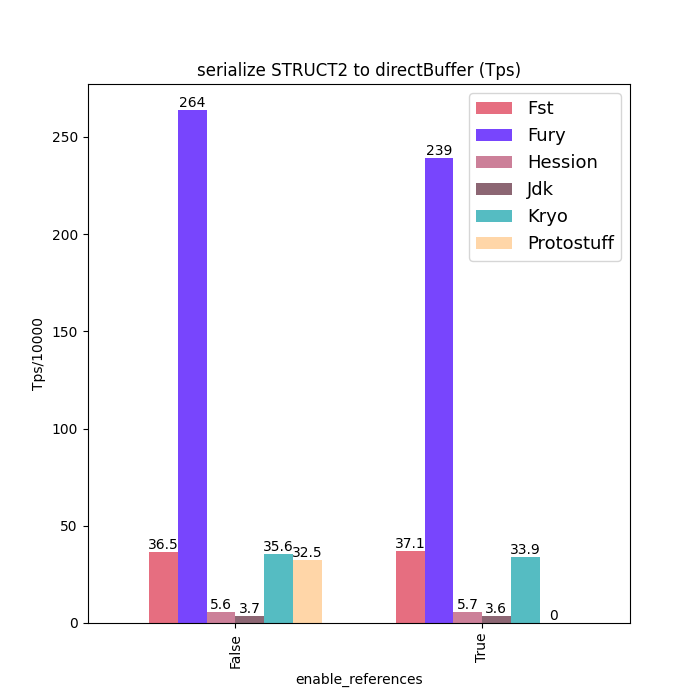 serialize STRUCT2 to directBuffer (Tps)
Fst
Fury
Hession
Jdk
Kryo
Protostuff
Tps/10000
250
200
150
100
50
0
36.5
264
5.6
3.7
35.6
32.5
37.1
239
5.7
3.6
33.9
0
False
True
enable_references